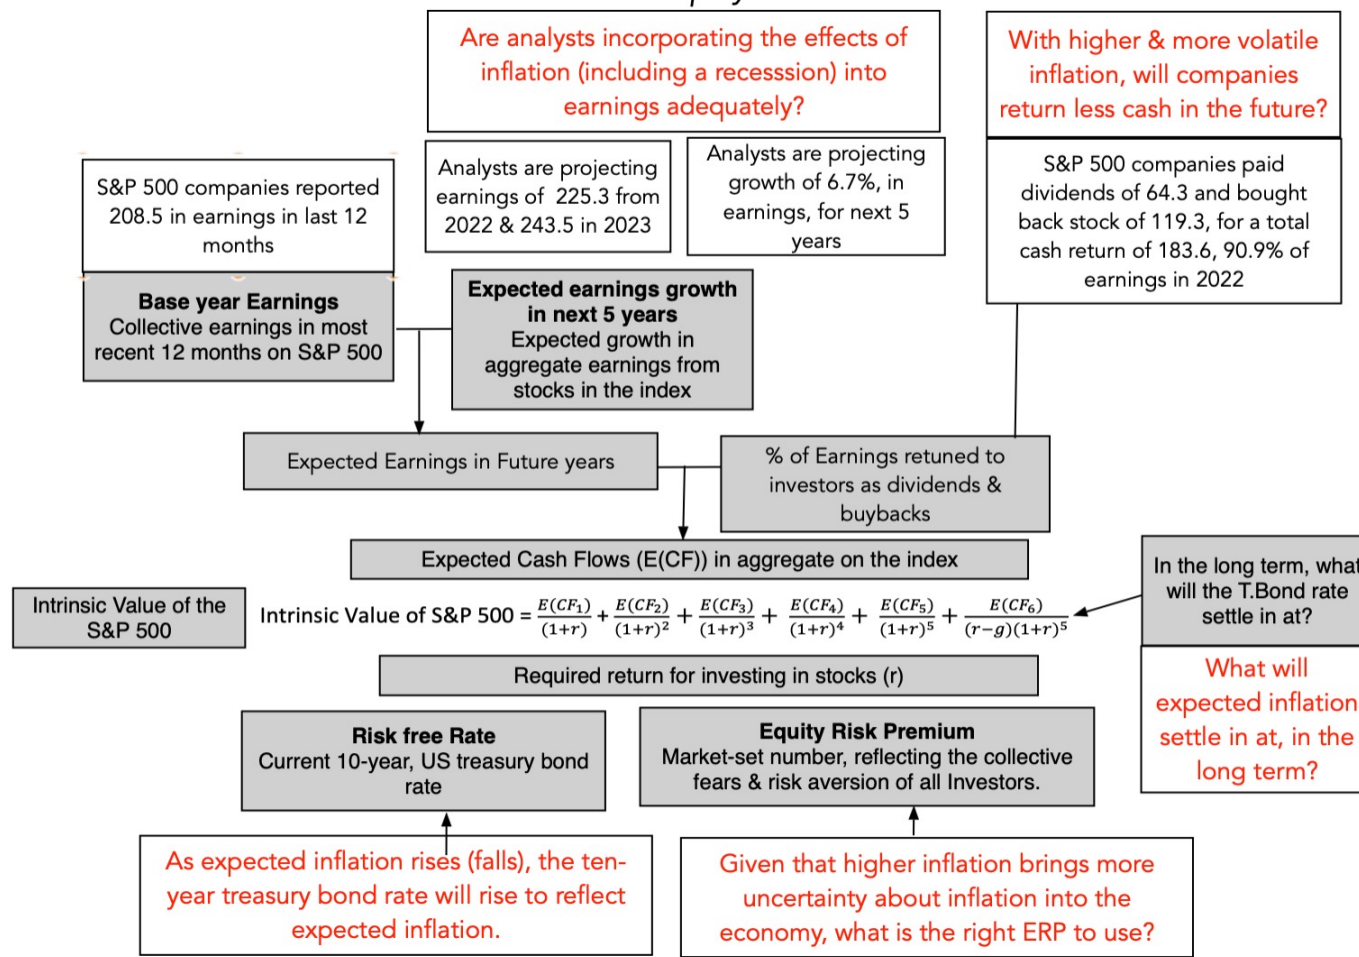 Are analysts incorporating the effects of
inflation (including a recesssion) into
earnings adequately?
With higher & more volatile
inflation, will companies
return less cash in the future?
S&P 500 companies reported
208.5 in earnings in last 12
months
Analysts are projecting
earnings of 225.3 from
2022 & 243.5 in 2023
Analysts are projecting
growth of 6.7%, in
earnings, for next 5
years
S&P 500 companies paid
dividends of 64.3 and bought
back stock of 119.3, for a total
cash return of 183.6, 90.9% of
earnings in 2022
Base year Earnings
Collective earnings in most
recent 12 months on S&P 500
Expected earnings growth
in next 5 years
Expected growth in
aggregate earnings from
stocks in the index
Expected Earnings in Future years
% of Earnings retuned to
investors as dividends &
buybacks
Expected Cash Flows (E(CF)) in aggregate on the index
Intrinsic Value of the
S&P 500
Intrinsic Value of S&P 500 = E(CF₁)/(1+r) + E(CF₂)/(1+r)² + E(CF₃)/(1+r)³ + E(CF₄)/(1+r)⁴ + E(CF₅)/(1+r)⁵ + E(CF₆)/(r−g)(1+r)⁵
In the long term, what
will the T.Bond rate
settle in at?
What will
expected inflation
settle in at, in the
long term?
Required return for investing in stocks (r)
Risk free Rate
Current 10-year, US treasury bond
rate
Equity Risk Premium
Market-set number, reflecting the collective
fears & risk aversion of all Investors.
As expected inflation rises (falls), the ten-
year treasury bond rate will rise to reflect
expected inflation.
Given that higher inflation brings more
uncertainty about inflation into the
economy, what is the right ERP to use?